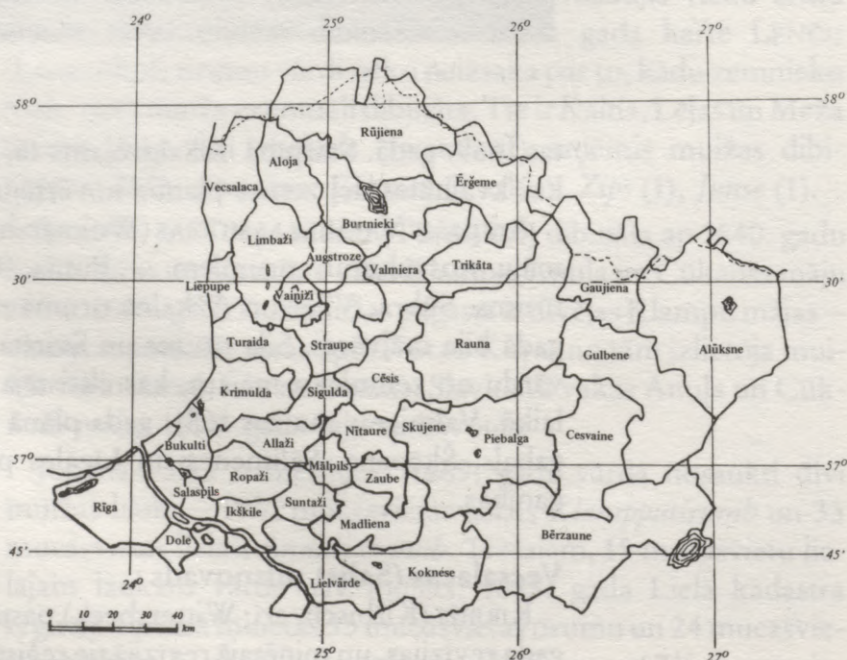 24°
25°
26°
27°
58°
58°
Rūjiena
Aloja
Ērģeme
Vecsalaca
Burtnieki
Limbaži
Augstroze
Valmiera
Trikāta
30'
Liepupe
Vainiži
Gaujiena
30'
Turaida
Straupe
Rauna
Gulbene
Alūksne
Cēsis
Krimulda
Sigulda
Nītaure
Skujene
Piebalga
Cesvaine
Bukulti
Allaži
57°
Mālpils
57°
Ropaži
Zaube
Salaspils
Rīga
Ikšķile
Suntaži
Madliena
Bērzaune
Dole
45'
45'
Koknese
Lielvārde
24°
25°
26°
27°
0 10 20 30 40 km